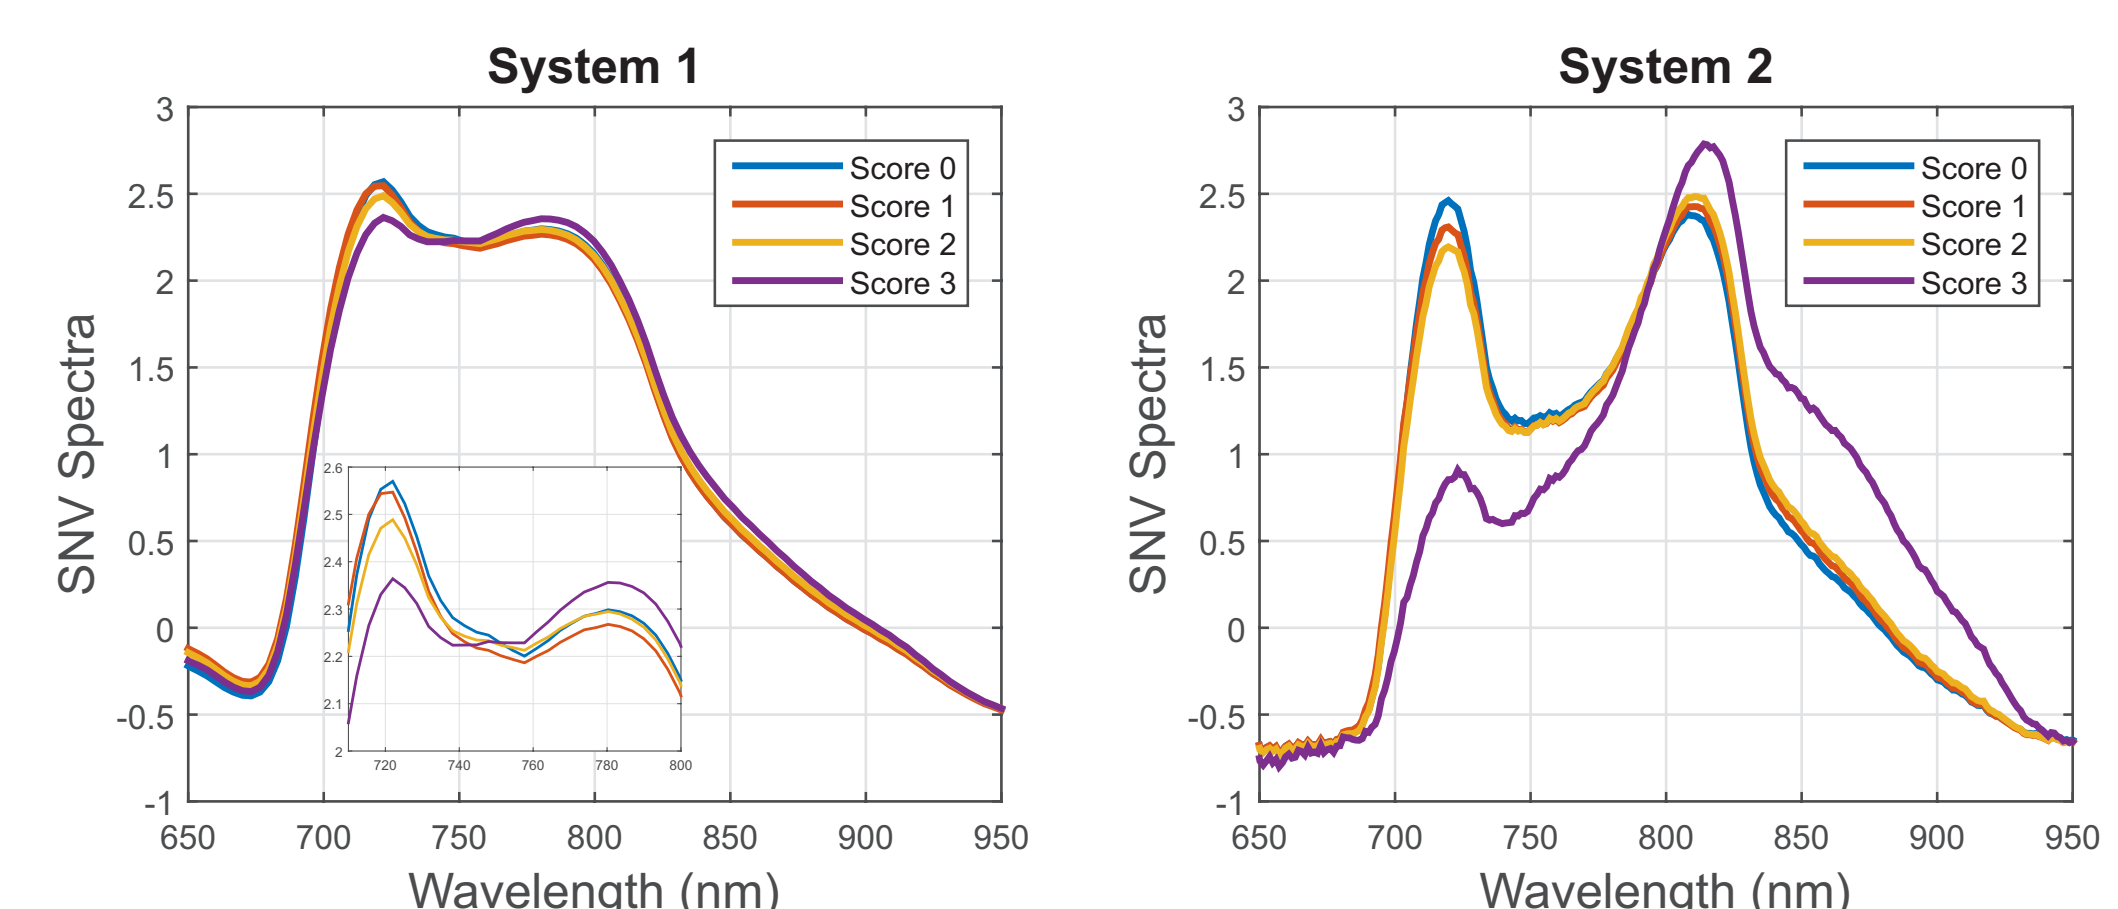 System 1
3
2.5
2
1.5
1
0.5
0
-0.5
-1
650 700 750 800 850 900 950
SNV Spectra
Wavelength (nm)
Score 0
Score 1
Score 2
Score 3
2.6
2.5
2.4
2.3
2.2
2.1
2
720 740 760 780 800
System 2
3
2.5
2
1.5
1
0.5
0
-0.5
-1
650 700 750 800 850 900 950
SNV Spectra
Wavelength (nm)
Score 0
Score 1
Score 2
Score 3